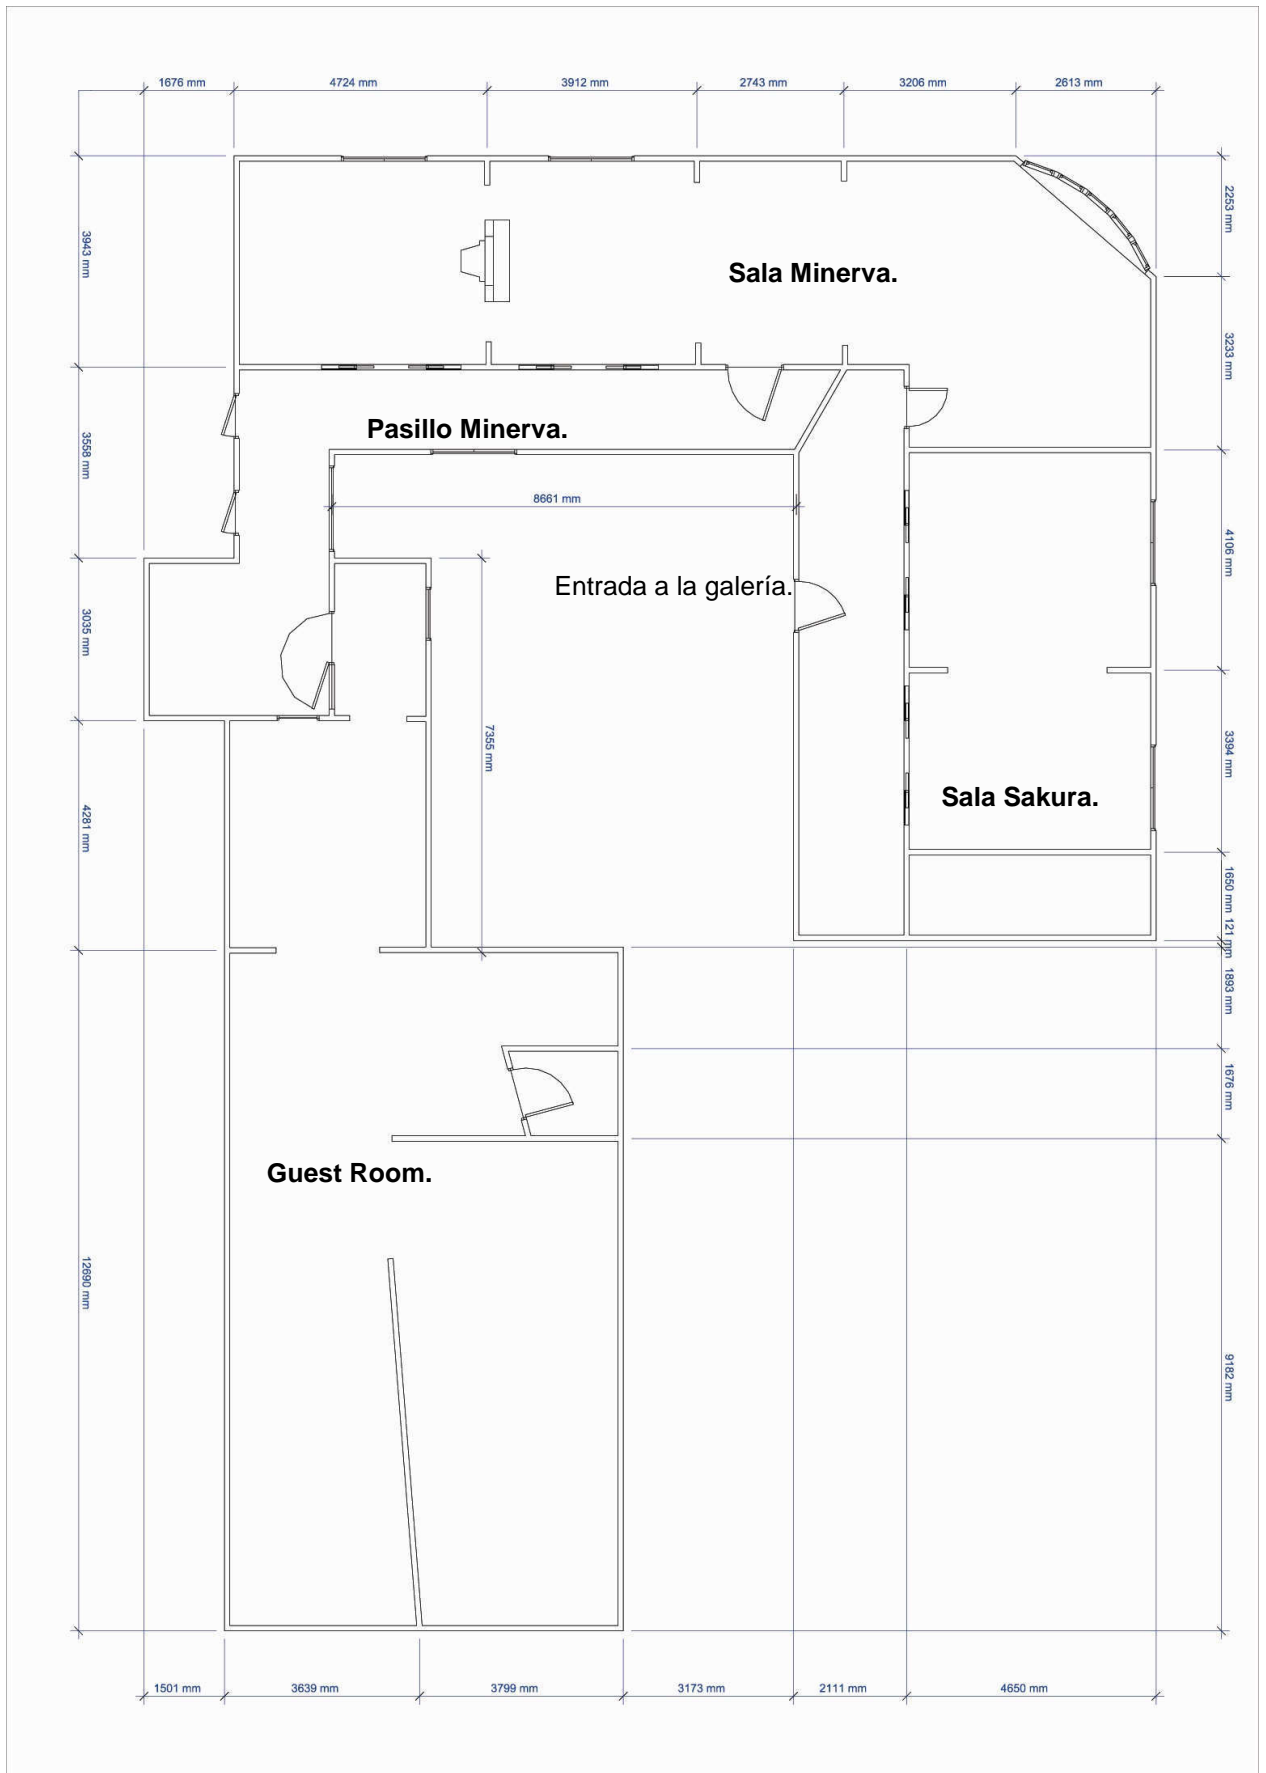 1676 mm
4724 mm
3912 mm
2743 mm
3206 mm
2613 mm
2253 mm
3943 mm
Sala Minerva.
3233 mm
Pasillo Minerva.
3558 mm
8661 mm
4106 mm
Entrada a la galería.
3035 mm
7355 mm
3394 mm
Sala Sakura.
4281 mm
1650 mm
121 mm
1893 mm
1676 mm
Guest Room.
12690 mm
9182 mm
1501 mm
3639 mm
3799 mm
3173 mm
2111 mm
4650 mm